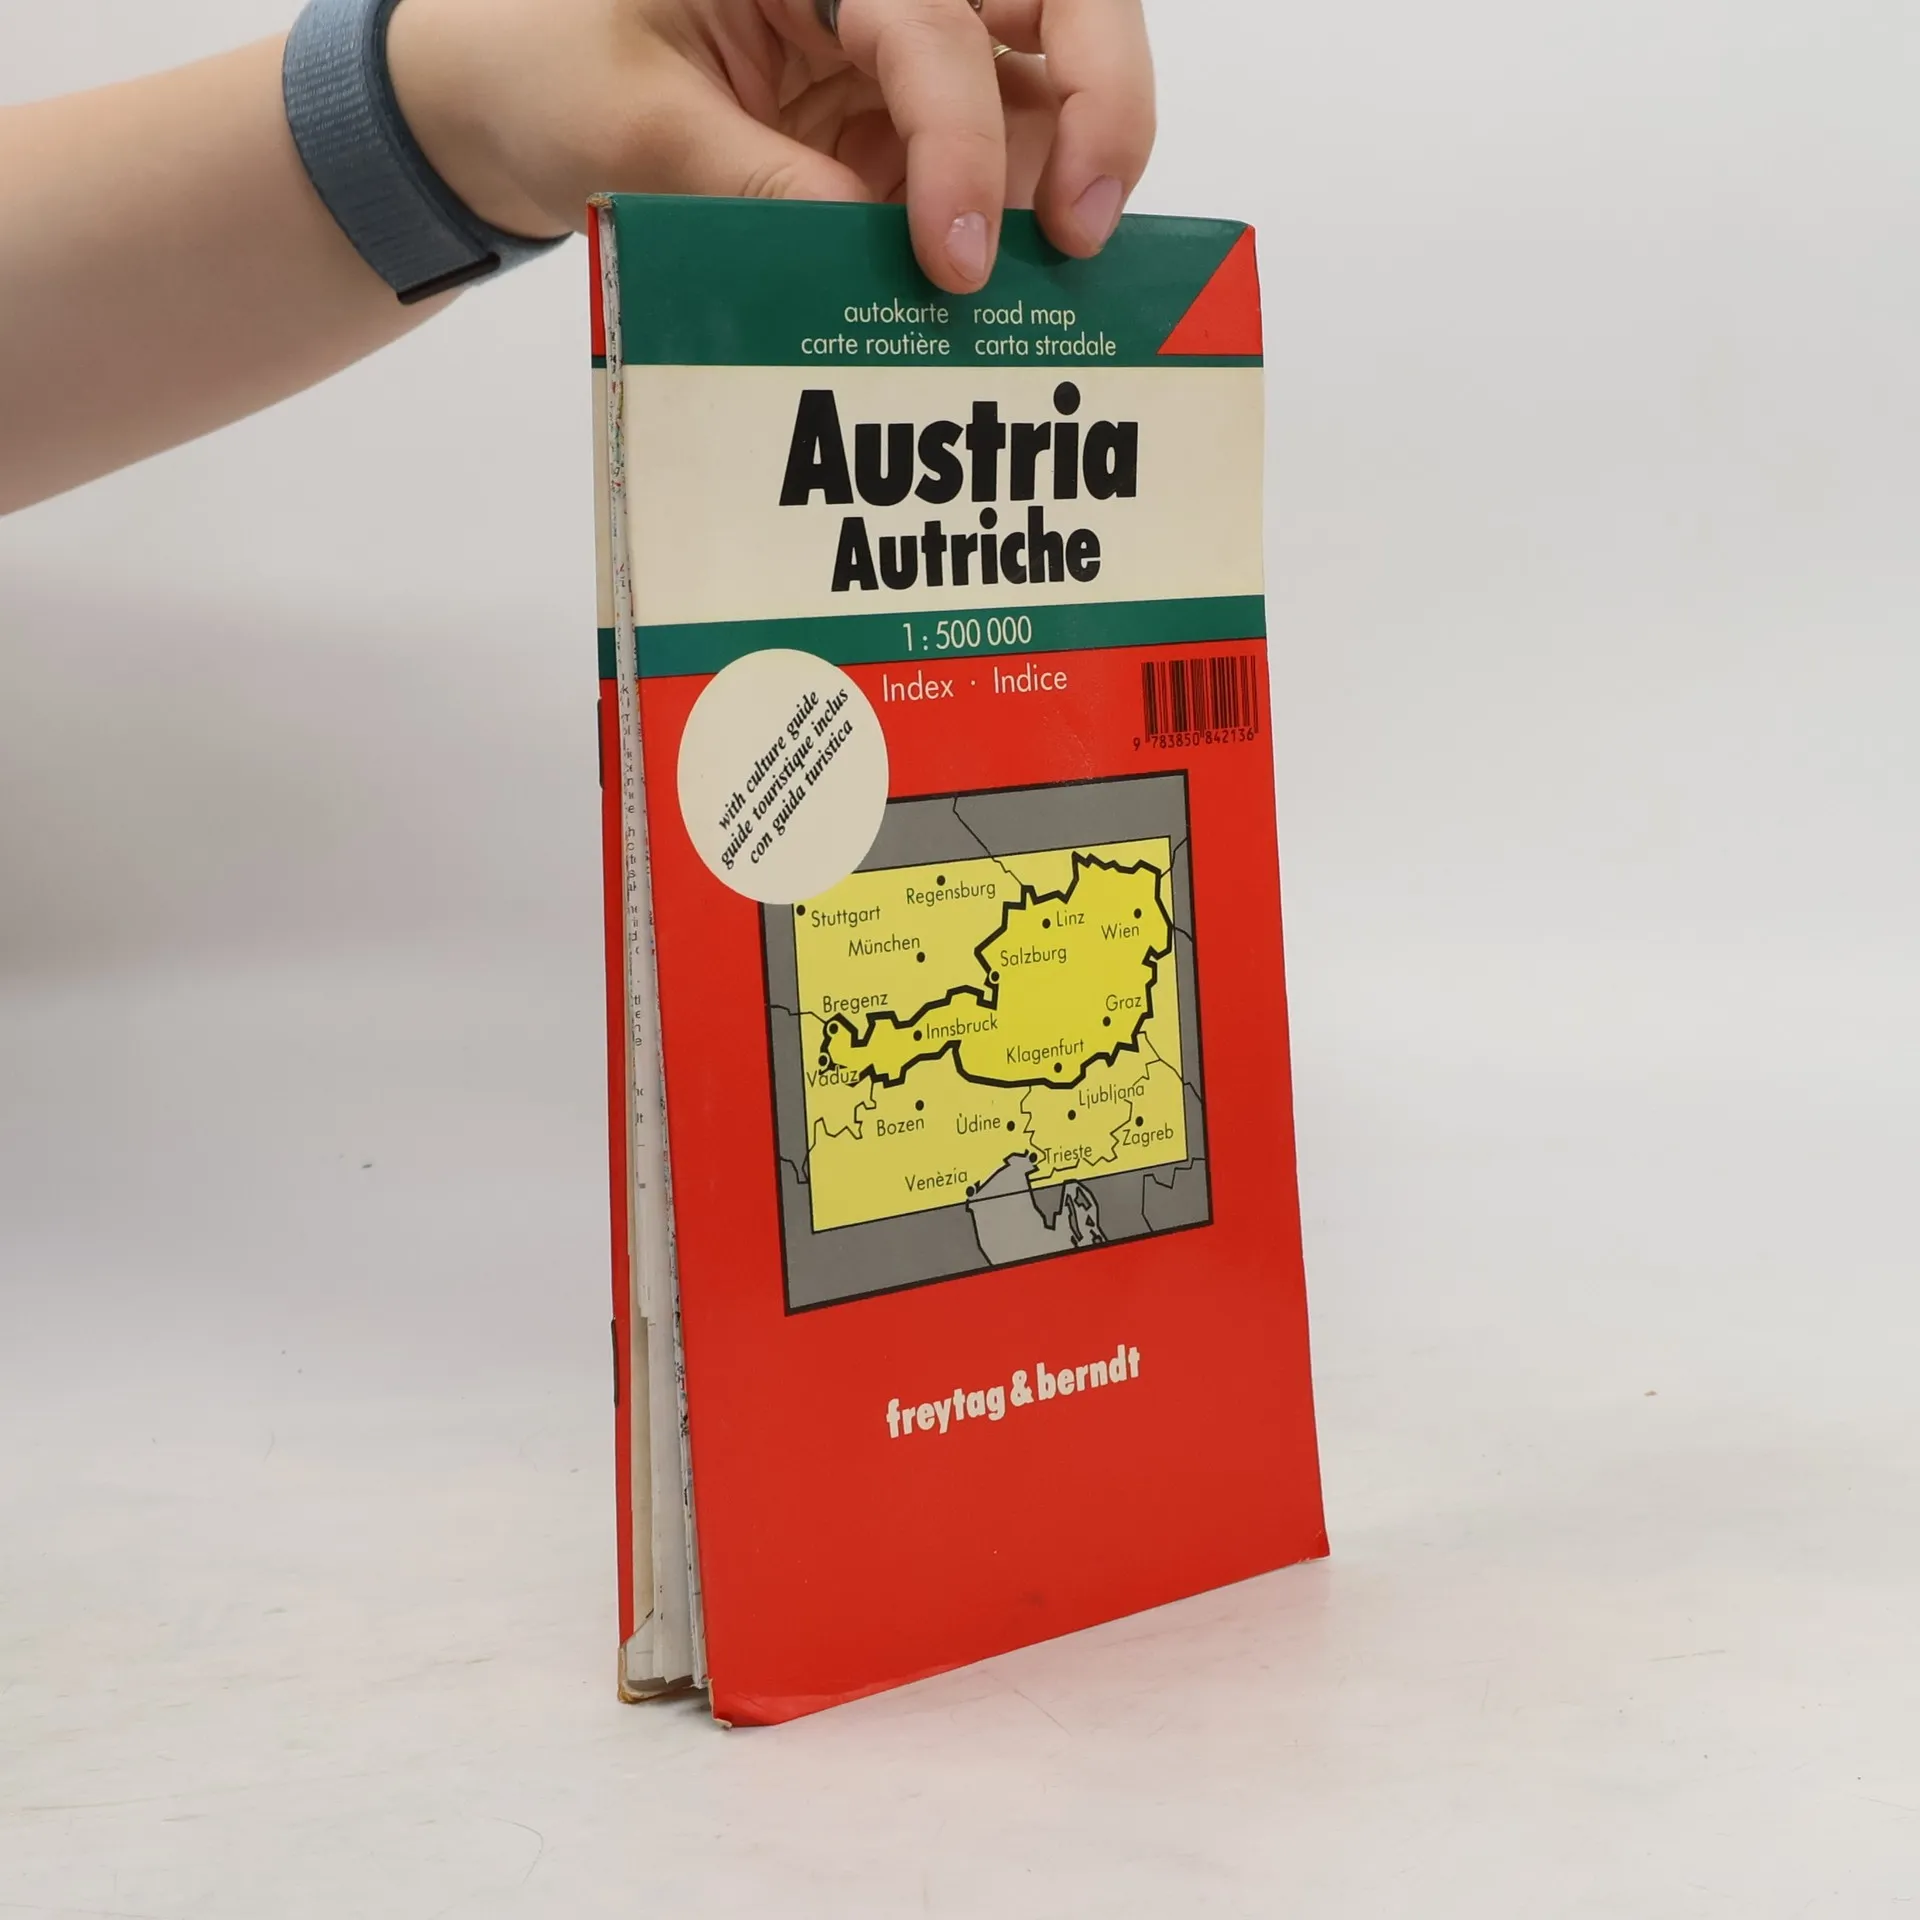 autokarte road map
carte routière carta stradale
Austria
Autriche
1 : 500 000
Index · Indice
with culture guide
guide touristique inclus
con guida turistica
9 783850 842136
Regensburg
Stuttgart
Linz
Wien
München
Salzburg
Bregenz
Graz
Innsbruck
Klagenfurt
Vaduz
Ljubljana
Bozen
Ùdine
Zagreb
Trieste
Venèzia
freytag & berndt